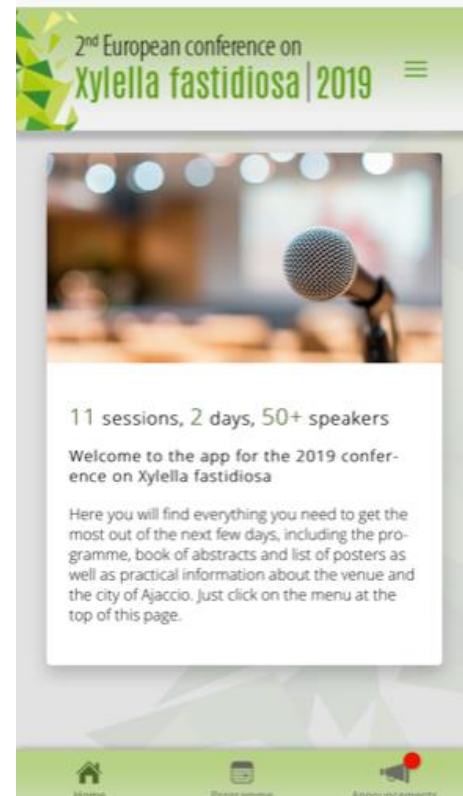 2nd European conference on
Xylella fastidiosa|2019
11 sessions, 2 days, 50+ speakers
Welcome to the app for the 2019 confer-
ence on Xylella fastidiosa
Here you will find everything you need to get the
most out of the next few days, including the pro-
gramme, book of abstracts and list of posters as
well as practical information about the venue and
the city of Ajaccio. Just click on the menu at the
top of this page.
Home Programme Announcements